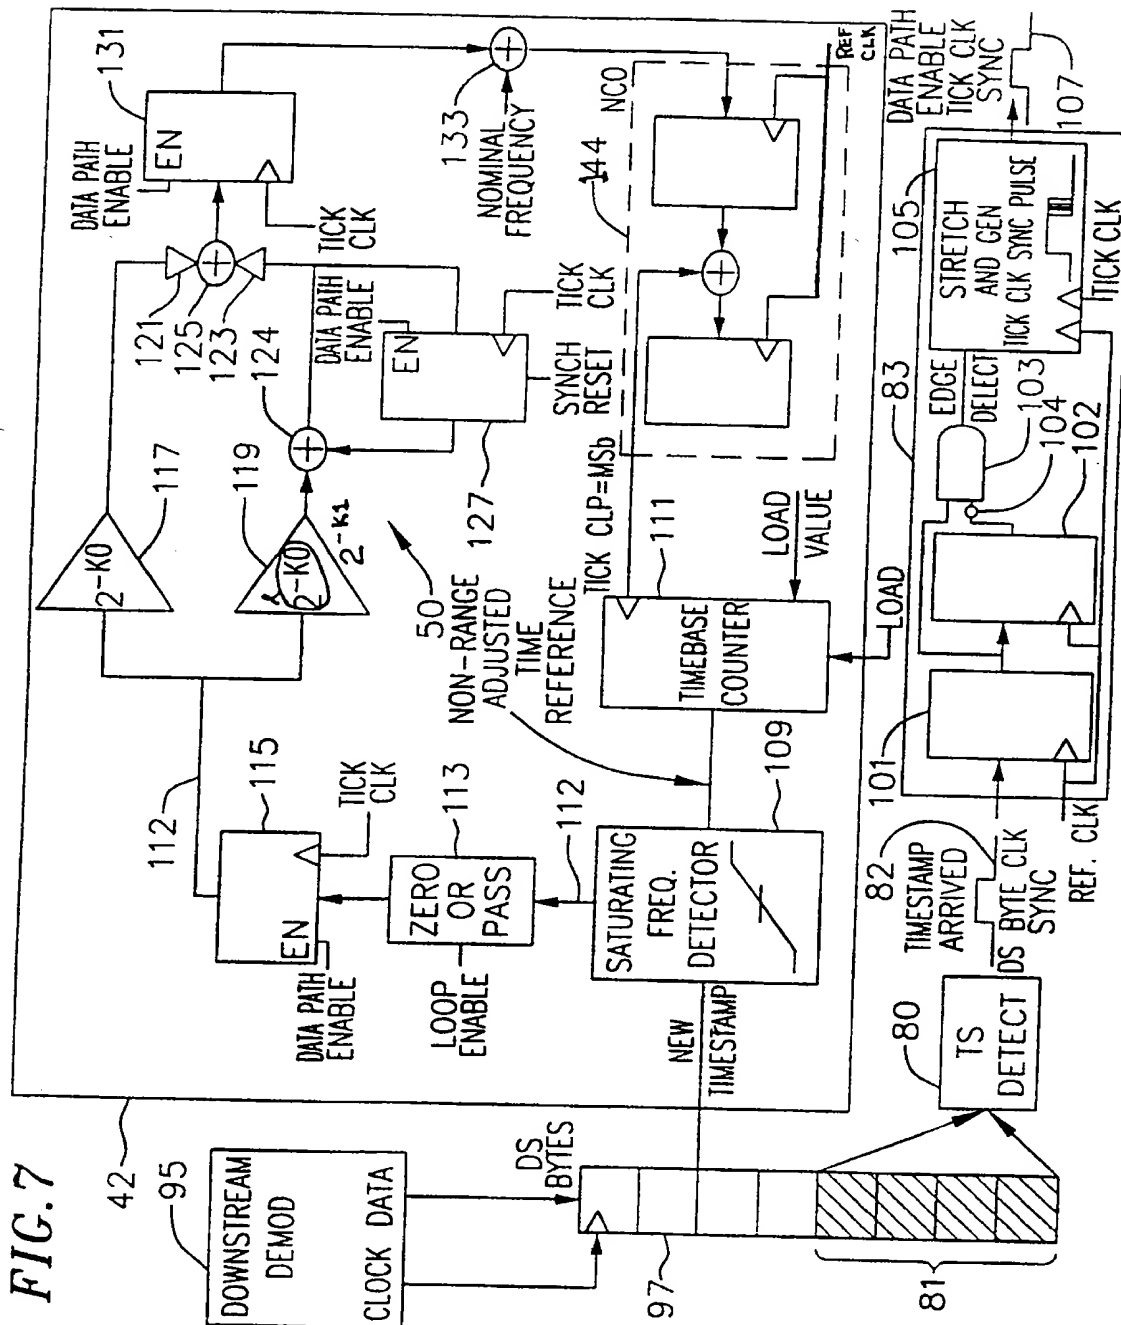 FIG.7
42
95
DOWNSTREAM
DEMOD
CLOCK DATA
DS
BYTES
97
81
NEW
TIMESTAMP
SATURATING
FREQ.
DETECTOR
109
112
ZERO
OR
PASS
113
LOOP
ENABLE
EN
115
DATA PATH
ENABLE
TICK
CLK
112
2-K0
117
2-K0
2
119
2-K1
50
NON-RANGE
ADJUSTED
TIME
REFERENCE
TIMEBASE
COUNTER
111
LOAD
VALUE
LOAD
TICK CLP=MSb
124
121
125
123
DATA PATH
ENABLE
EN
127
SYNCH
RESET
TICK
CLK
DATA PATH
ENABLE
EN
131
TICK
CLK
133
NOMINAL
FREQUENCY
144
NCO
REF
CLK
80
TS
DETECT
TIMESTAMP
ARRIVED
82
DS BYTE CLK
SYNC
REF. CLK
83
101
102
103
104
EDGE
DELECT
105
STRETCH
AND GEN
TICK CLK SYNC PULSE
TICK CLK
DATA PATH
ENABLE
TICK CLK
SYNC
107